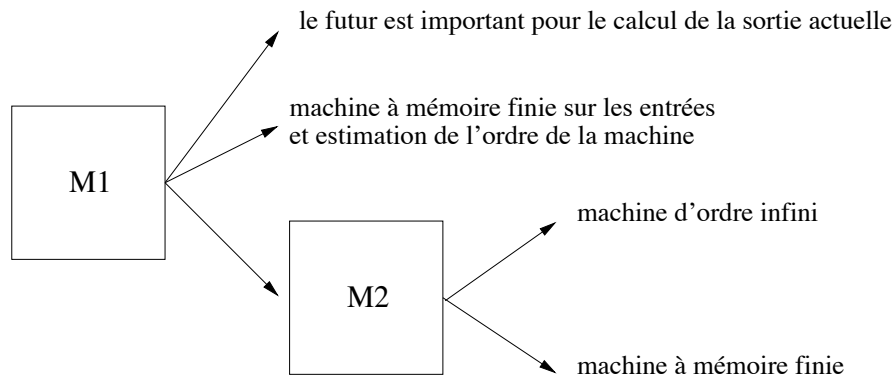 le futur est important pour le calcul de la sortie actuelle
machine à mémoire finie sur les entrées
et estimation de l'ordre de la machine
M1
machine d'ordre infini
M2
machine à mémoire finie